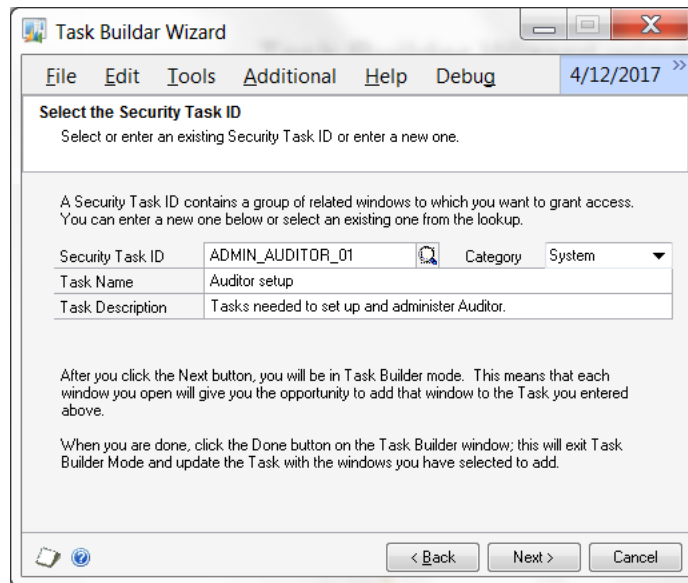 Task Buildar Wizard
File Edit Tools Additional Help Debug 4/12/2017 »
Select the Security Task ID
Select or enter an existing Security Task ID or enter a new one.
A Security Task ID contains a group of related windows to which you want to grant access.
You can enter a new one below or select an existing one from the lookup.
Security Task ID ADMIN_AUDITOR_01 Category System
Task Name Auditor setup
Task Description Tasks needed to set up and administer Auditor.
After you click the Next button, you will be in Task Builder mode. This means that each
window you open will give you the opportunity to add that window to the Task you entered
above.
When you are done, click the Done button on the Task Builder window; this will exit Task
Builder Mode and update the Task with the windows you have selected to add.
< Back Next > Cancel